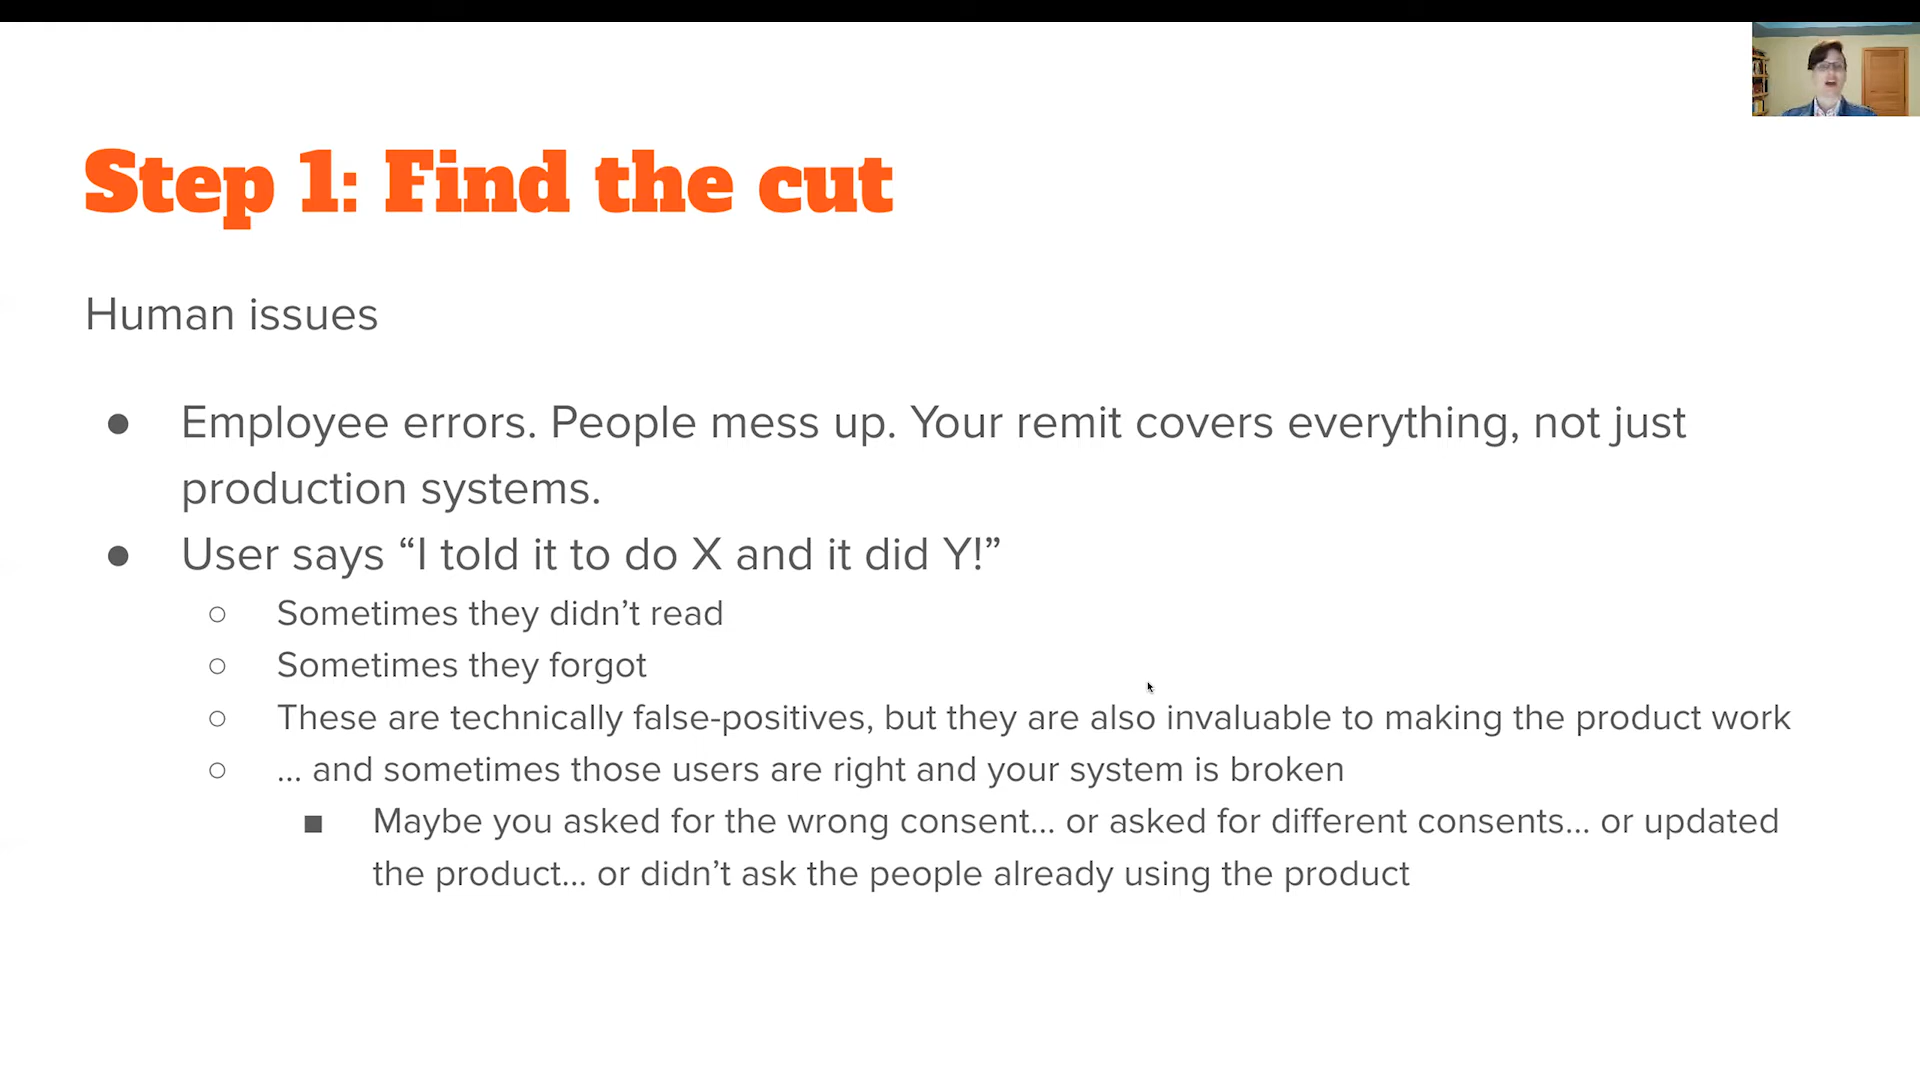 Step 1: Find the cut
Human issues
● Employee errors. People mess up. Your remit covers everything, not just
production systems.
● User says “I told it to do X and it did Y!”
○ Sometimes they didn’t read
○ Sometimes they forgot
○ These are technically false-positives, but they are also invaluable to making the product work
○ ... and sometimes those users are right and your system is broken
■ Maybe you asked for the wrong consent... or asked for different consents... or updated
the product... or didn’t ask the people already using the product